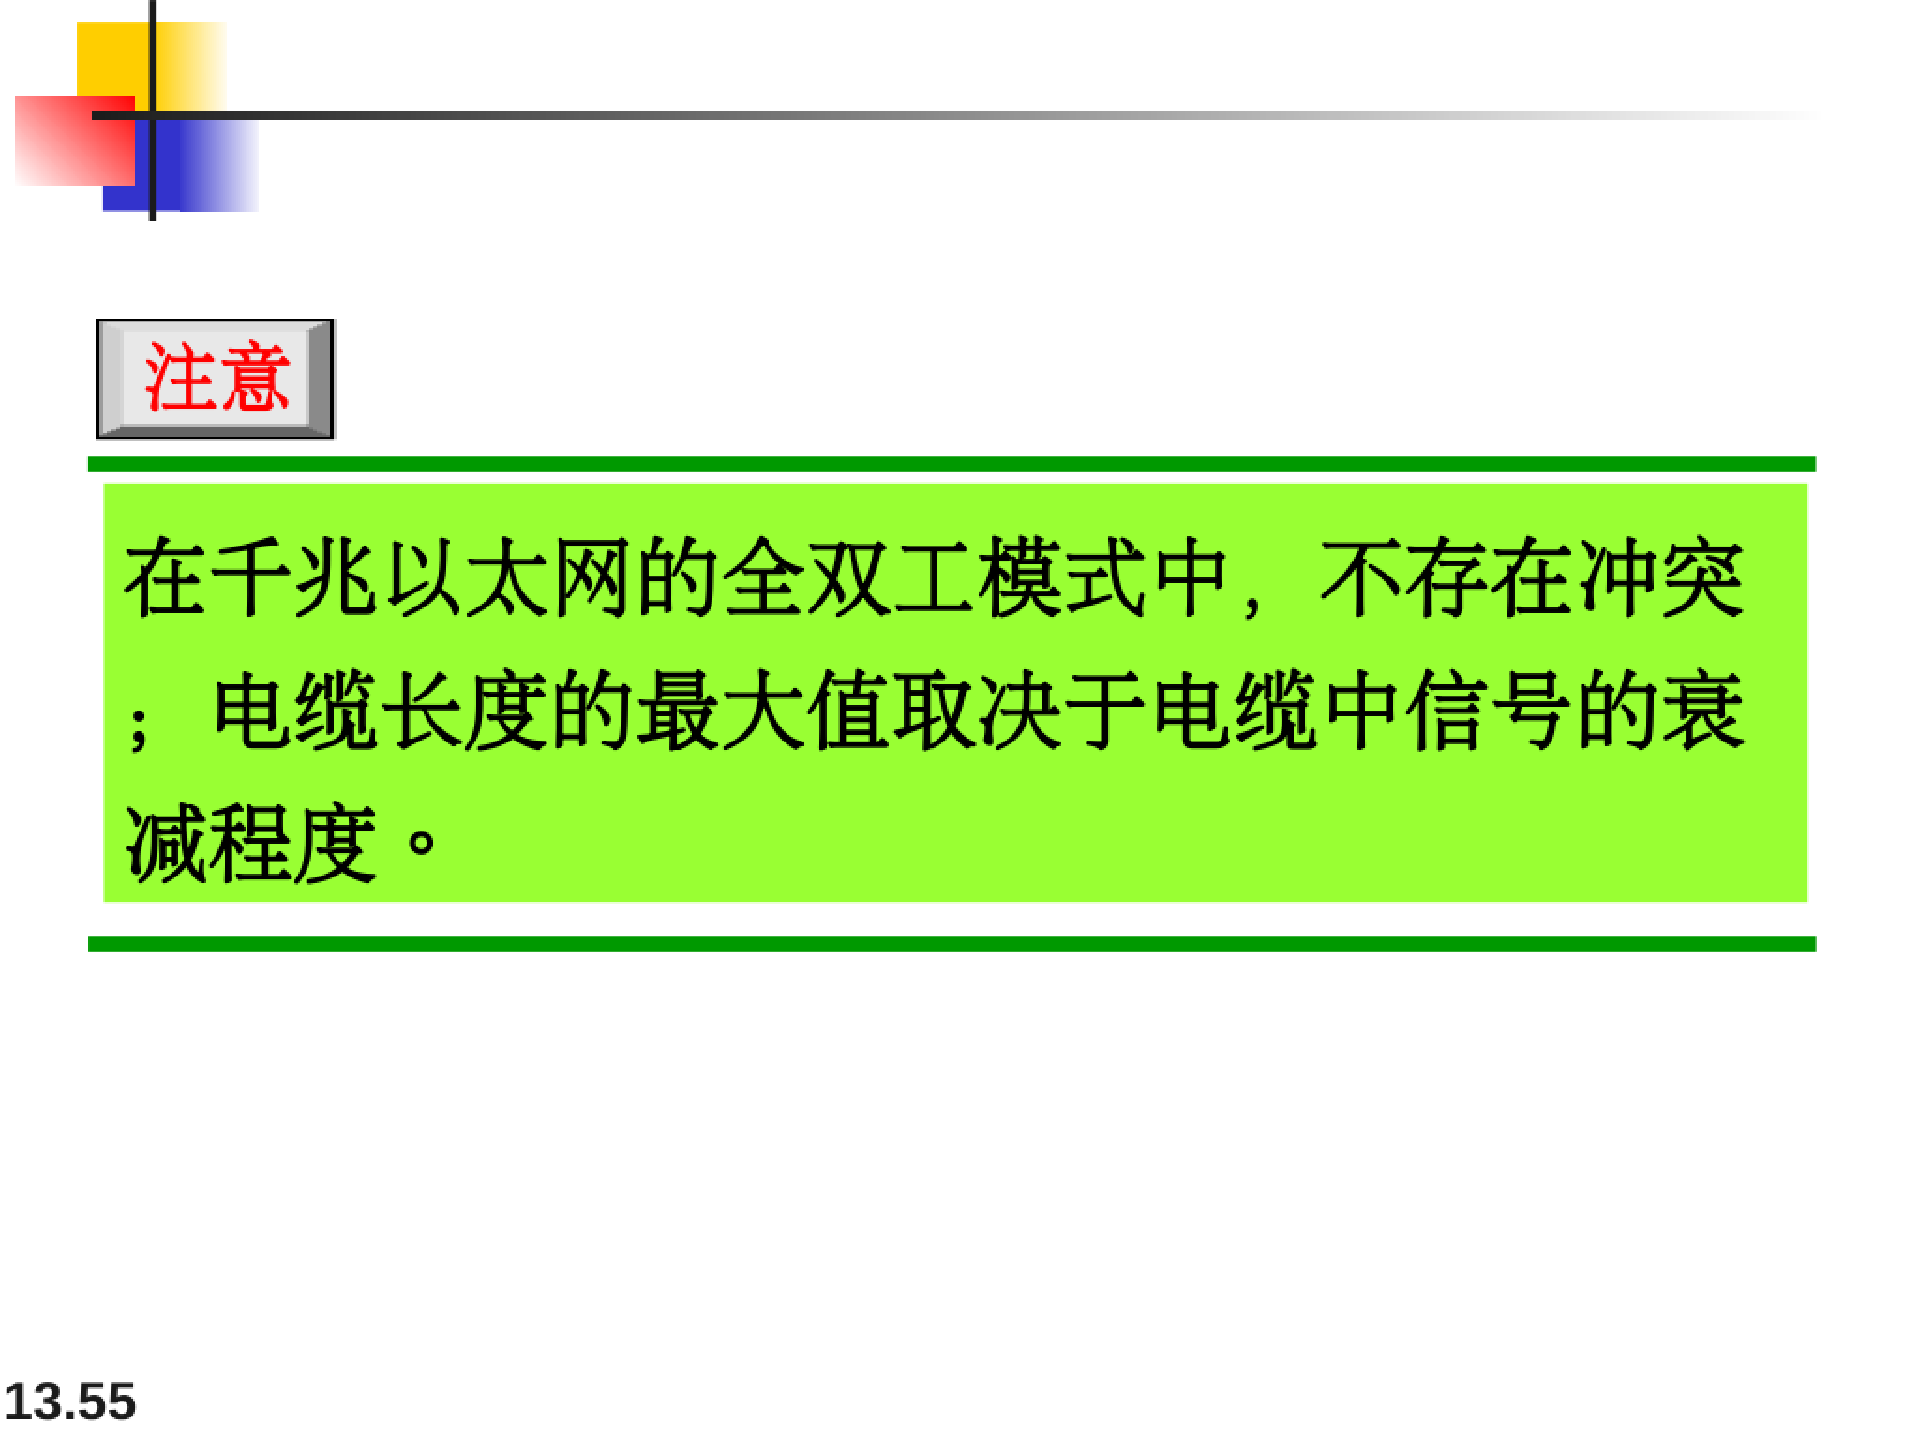 注意
在千兆以太网的全双工模式中，不存在冲突
；电缆长度的最大值取决于电缆中信号的衰
减程度。
13.55